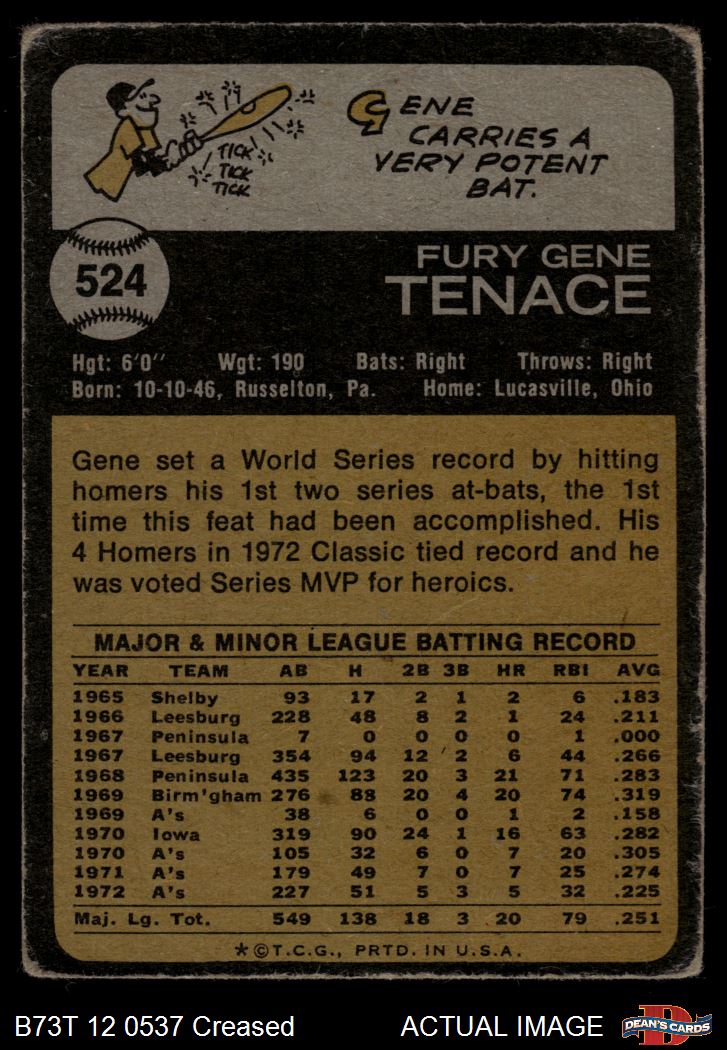 GENE
CARRIES A
VERY POTENT
BAT.
TICK
TICK
TICK
524
FURY GENE
TENACE
Hgt: 6'0" Wgt: 190 Bats: Right Throws: Right
Born: 10-10-46, Russelton, Pa. Home: Lucasville, Ohio
Gene set a World Series record by hitting
homers his 1st two series at-bats, the 1st
time this feat had been accomplished. His
4 Homers in 1972 Classic tied record and he
was voted Series MVP for heroics.
MAJOR & MINOR LEAGUE BATTING RECORD
YEAR TEAM AB H 2B 3B HR RBI AVG
1965 Shelby 93 17 2 1 2 6 .183
1966 Leesburg 228 48 8 2 1 24 .211
1967 Peninsula 7 0 0 0 0 1 .000
1967 Leesburg 354 94 12 2 6 44 .266
1968 Peninsula 435 123 20 3 21 71 .283
1969 Birm'gham 276 88 20 4 20 74 .319
1969 A's 38 6 0 0 1 2 .158
1970 Iowa 319 90 24 1 16 63 .282
1970 A's 105 32 6 0 7 20 .305
1971 A's 179 49 7 0 7 25 .274
1972 A's 227 51 5 3 5 32 .225
Maj. Lg. Tot. 549 138 18 3 20 79 .251
*©T.C.G., PRTD. IN U.S.A.
B73T 12 0537 Creased ACTUAL IMAGE
D
DEAN'S CARDS